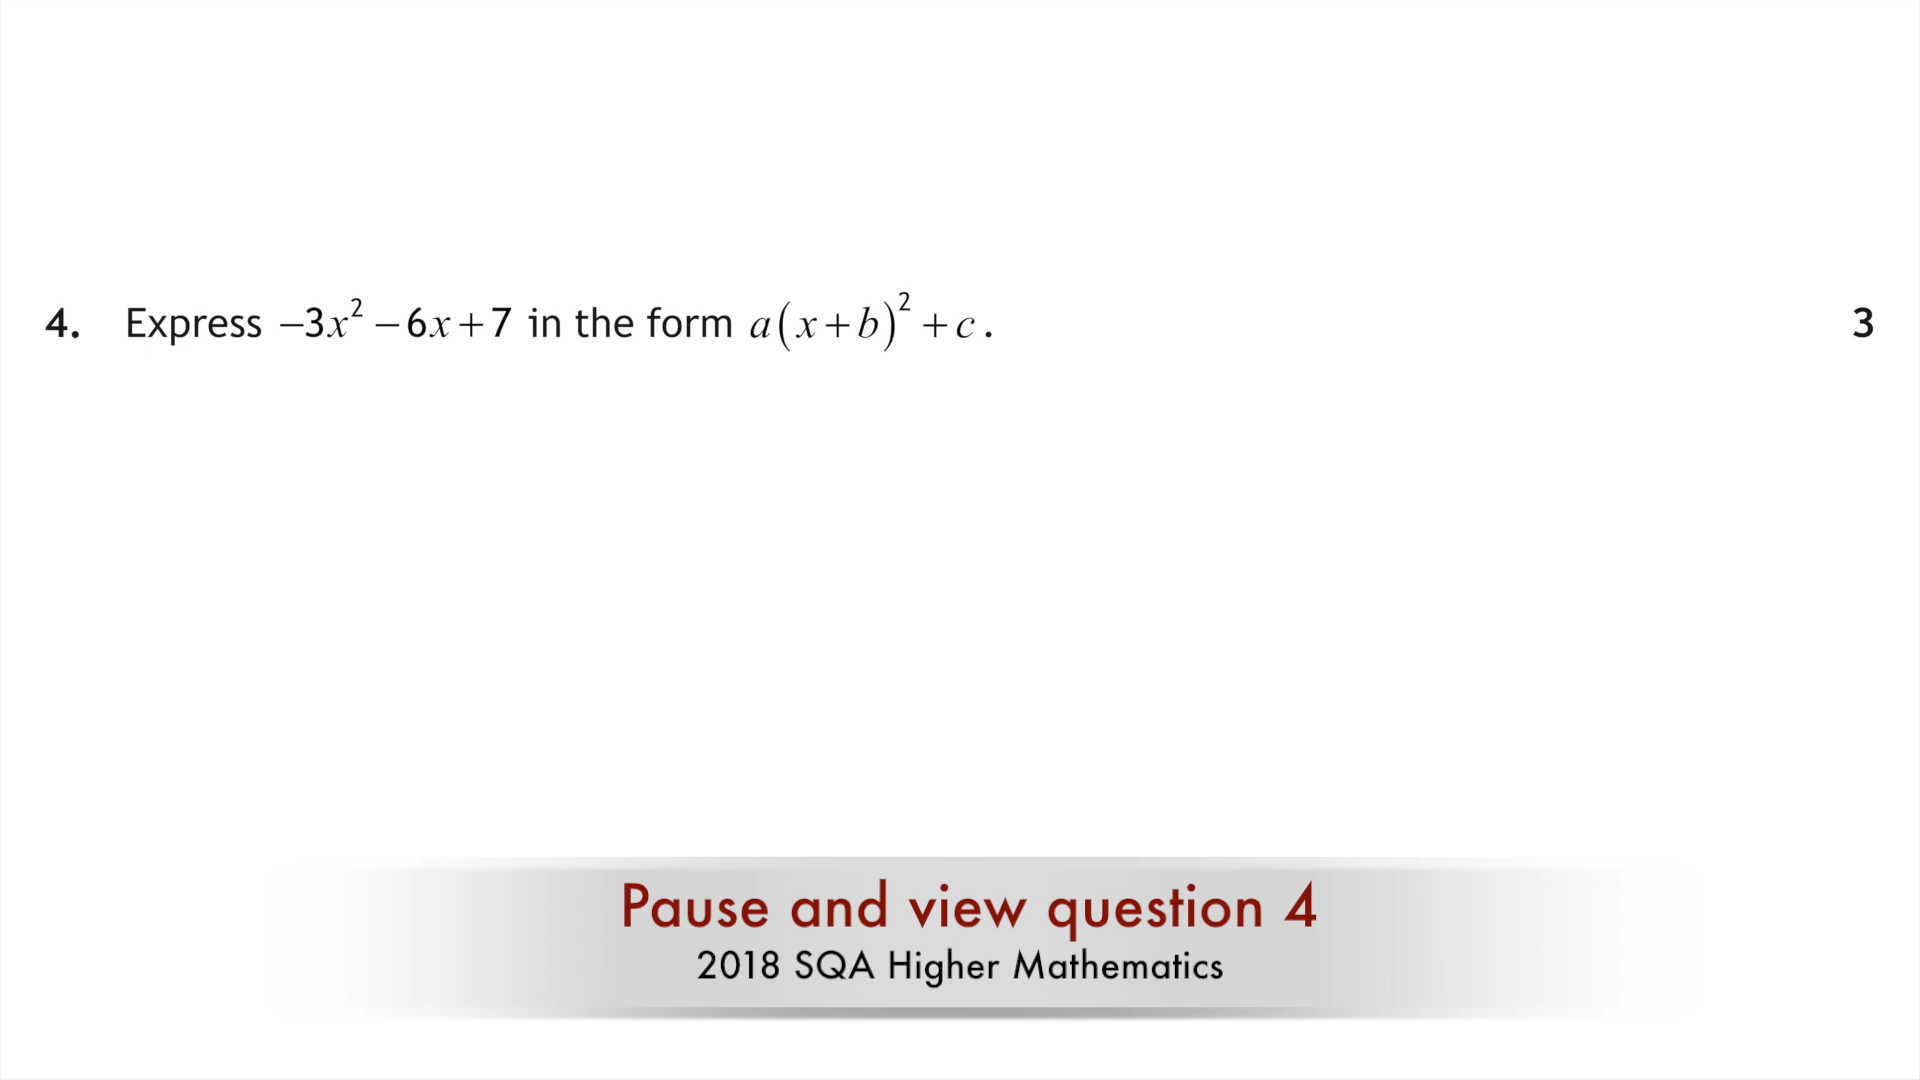 4. Express −3x² − 6x + 7 in the form a(x + b)² + c. 3
Pause and view question 4
2018 SQA Higher Mathematics